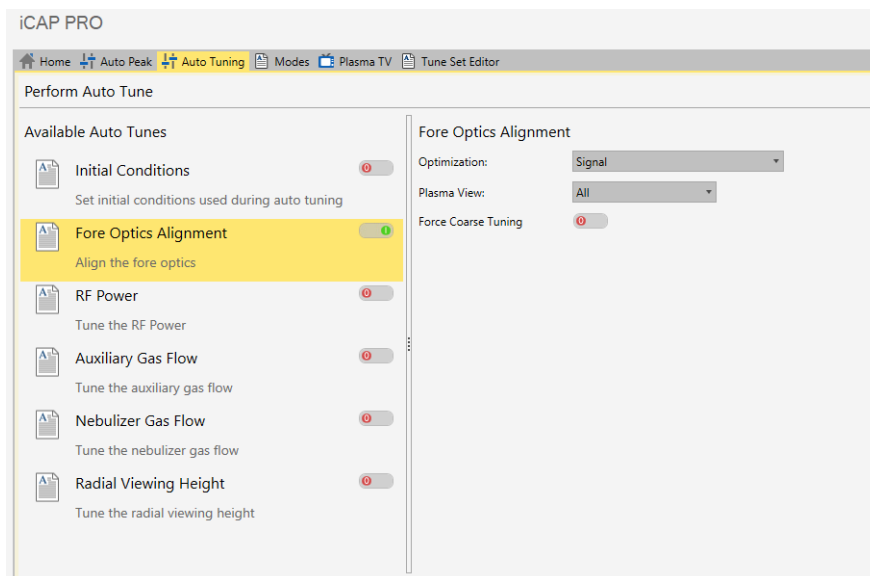 iCAP PRO
Home Auto Peak Auto Tuning Modes Plasma TV Tune Set Editor
Perform Auto Tune
Available Auto Tunes
Initial Conditions
Set initial conditions used during auto tuning
Fore Optics Alignment
Align the fore optics
RF Power
Tune the RF Power
Auxiliary Gas Flow
Tune the auxiliary gas flow
Nebulizer Gas Flow
Tune the nebulizer gas flow
Radial Viewing Height
Tune the radial viewing height
Fore Optics Alignment
Optimization: Signal
Plasma View: All
Force Coarse Tuning